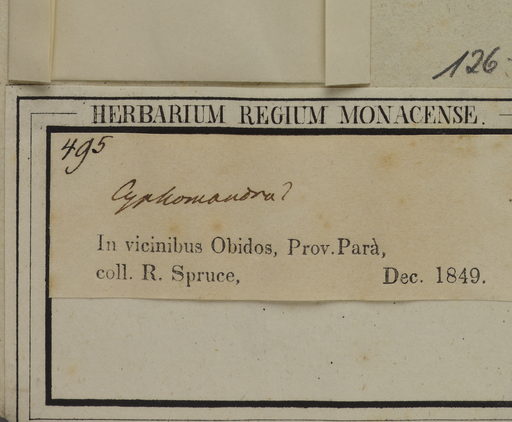 126
HERBARIUM REGIUM MONACENSE.
495
Cyphomandra?
In vicinibus Obidos, Prov. Parà,
coll. R. Spruce, Dec. 1849.